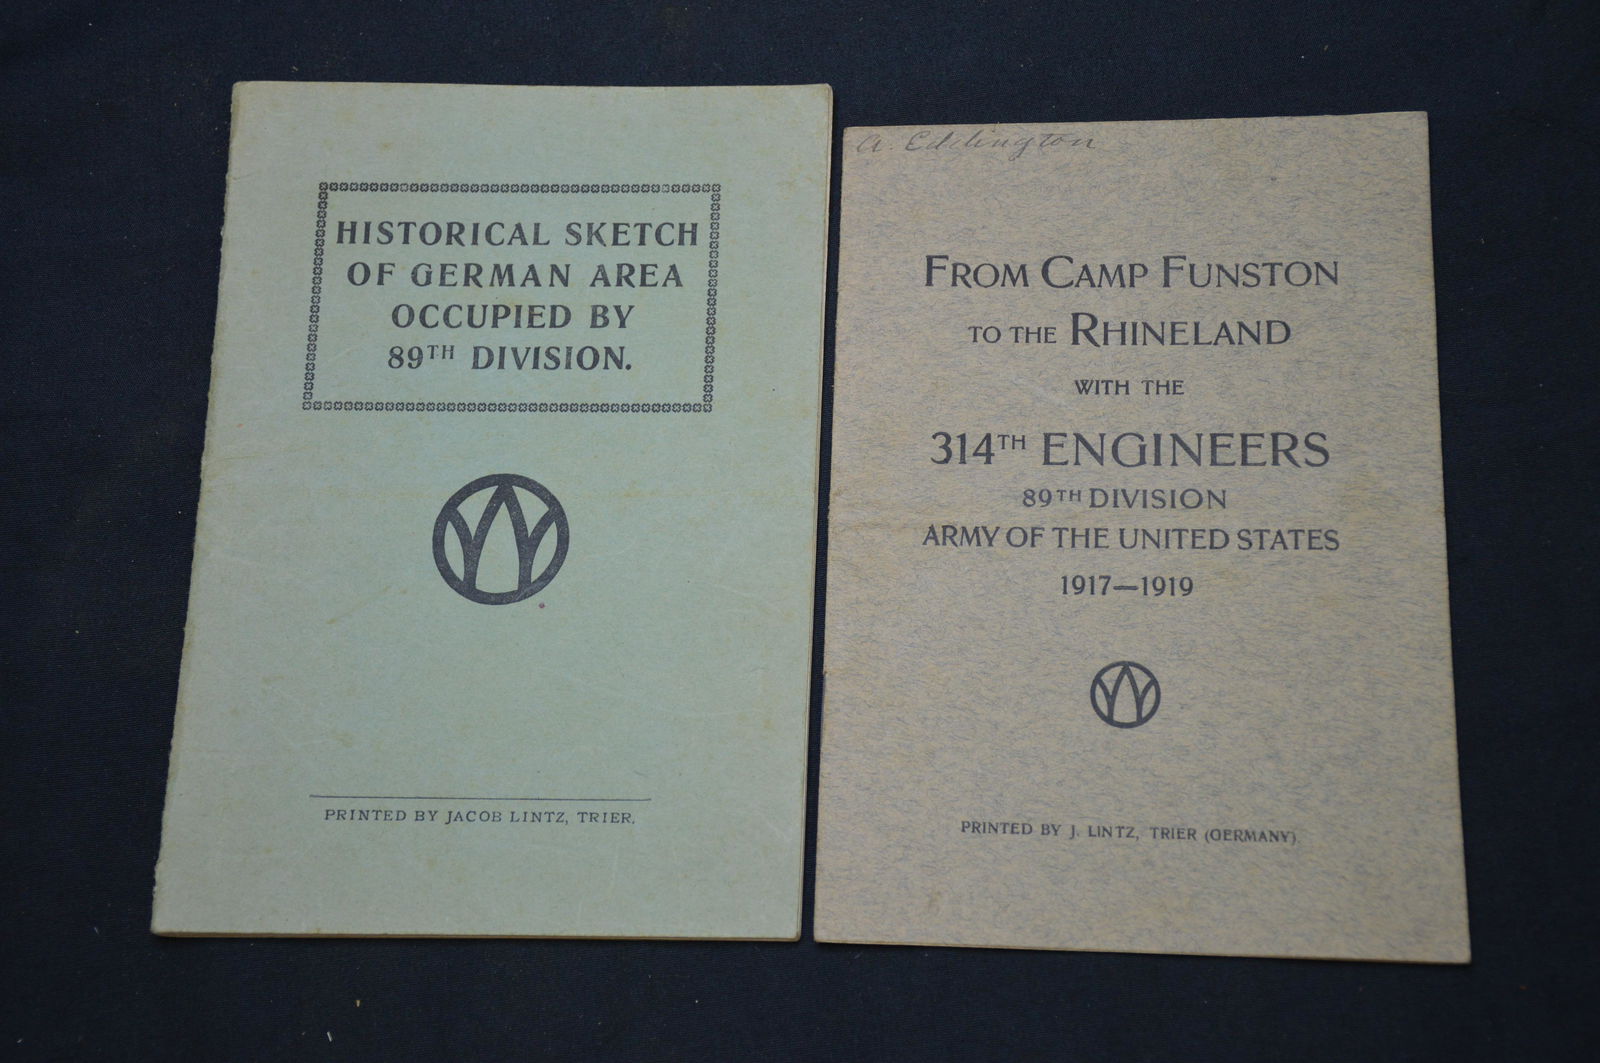 HISTORICAL SKETCH
OF GERMAN AREA
OCCUPIED BY
89TH DIVISION.
PRINTED BY JACOB LINTZ, TRIER.
A. Eddington
FROM CAMP FUNSTON
TO THE RHINELAND
WITH THE
314TH ENGINEERS
89TH DIVISION
ARMY OF THE UNITED STATES
1917—1919
PRINTED BY J. LINTZ, TRIER (GERMANY)